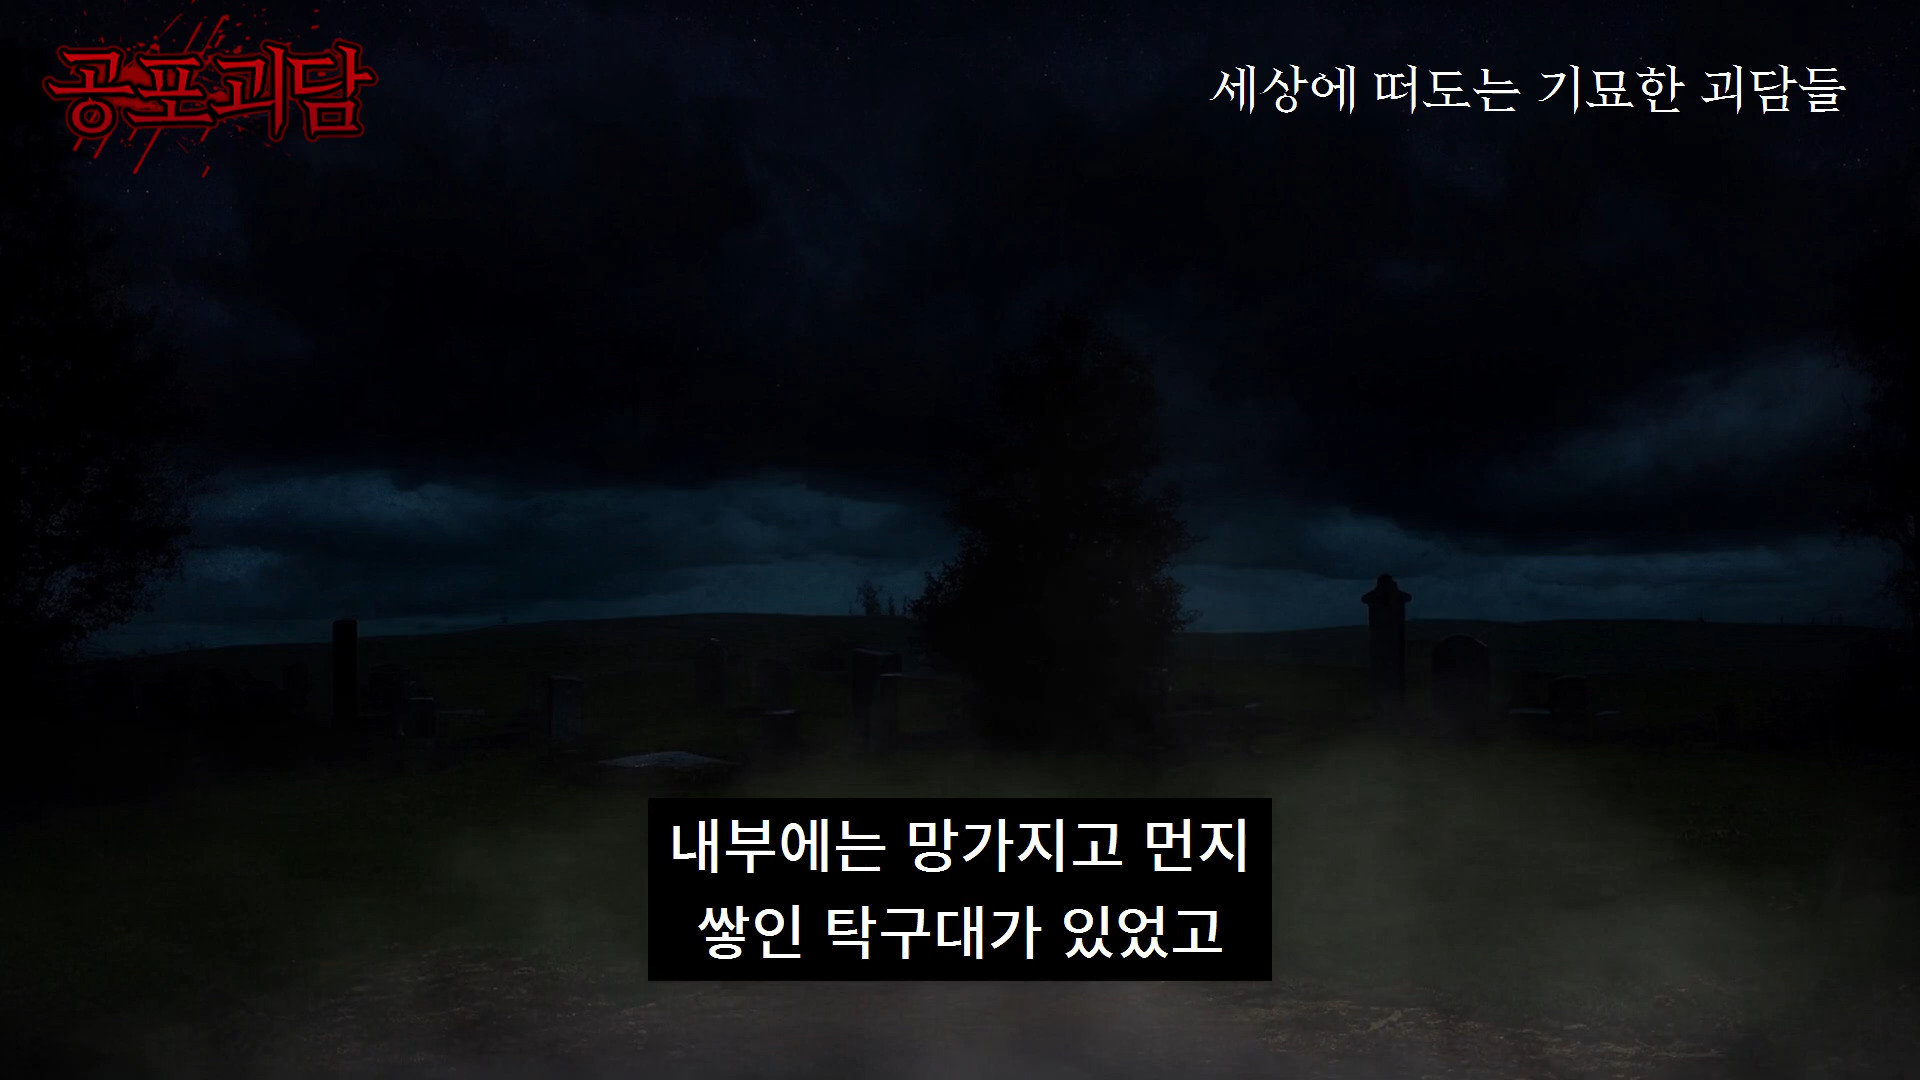 공포괴담
세상에 떠도는 기묘한 괴담들
내부에는 망가지고 먼지
쌓인 탁구대가 있었고